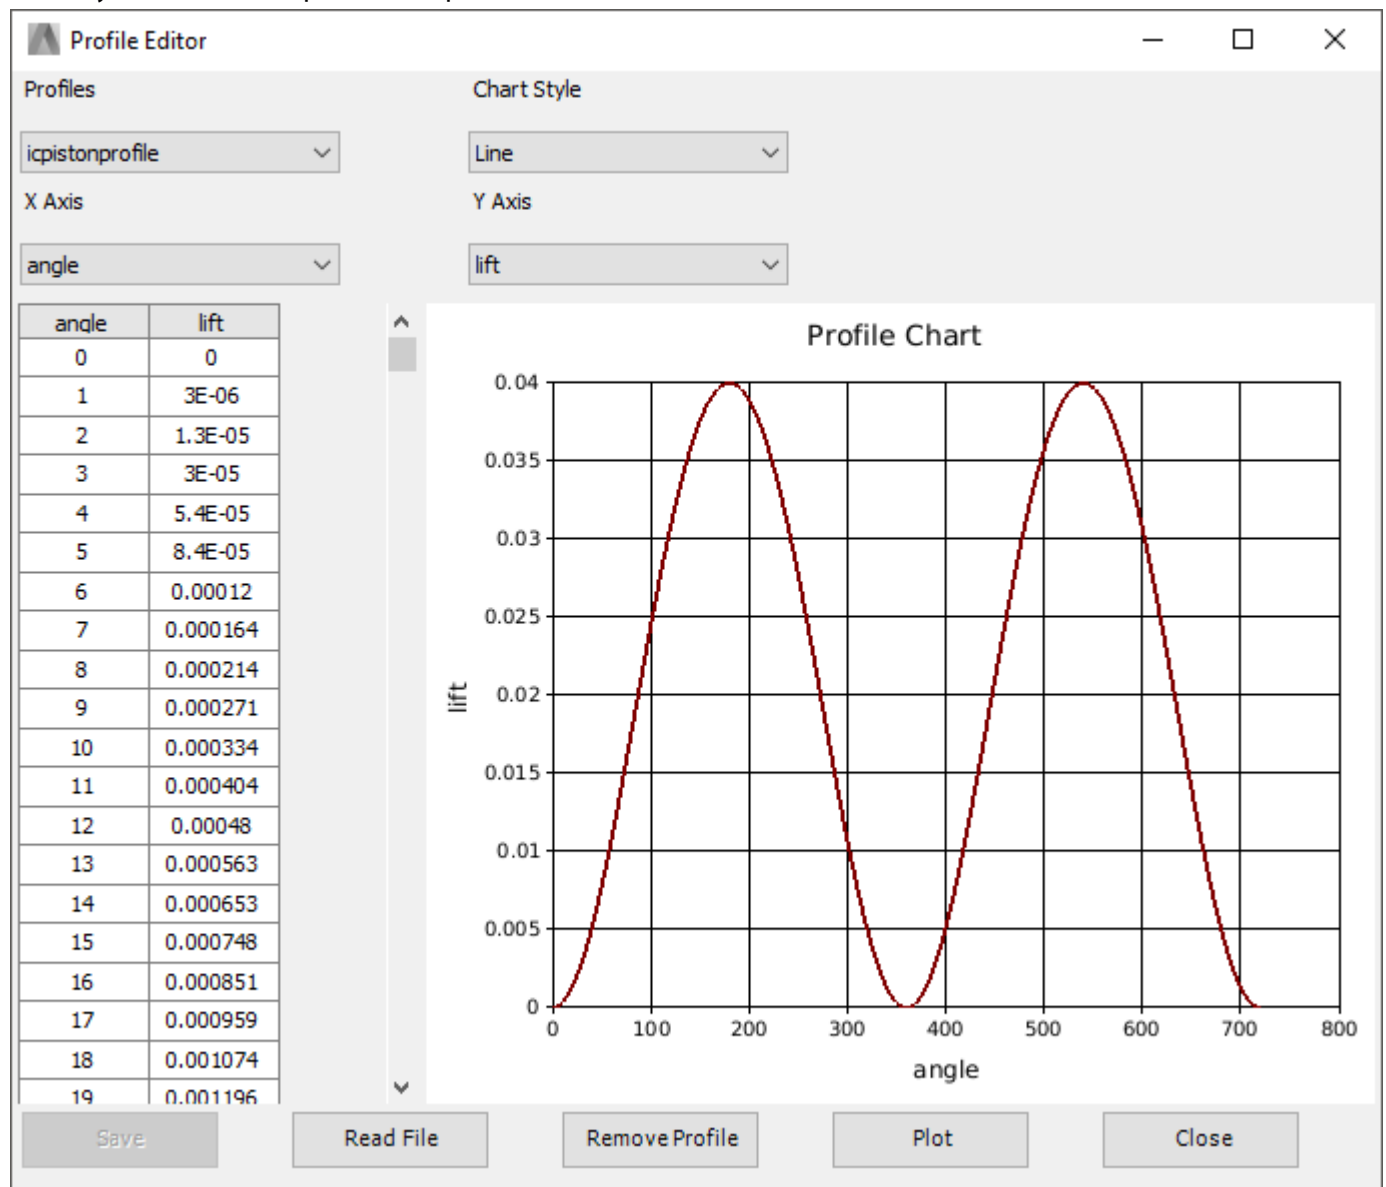 Profile Editor
Profiles
Chart Style
icpistonprofile
Line
X Axis
Y Axis
angle
lift
angle lift
0 0
1 3E-06
2 1.3E-05
3 3E-05
4 5.4E-05
5 8.4E-05
6 0.00012
7 0.000164
8 0.000214
9 0.000271
10 0.000334
11 0.000404
12 0.00048
13 0.000563
14 0.000653
15 0.000748
16 0.000851
17 0.000959
18 0.001074
19 0.001196
Profile Chart
0.04
0.035
0.03
0.025
0.02
0.015
0.01
0.005
0
lift
0 100 200 300 400 500 600 700 800
angle
Save
Read File
Remove Profile
Plot
Close